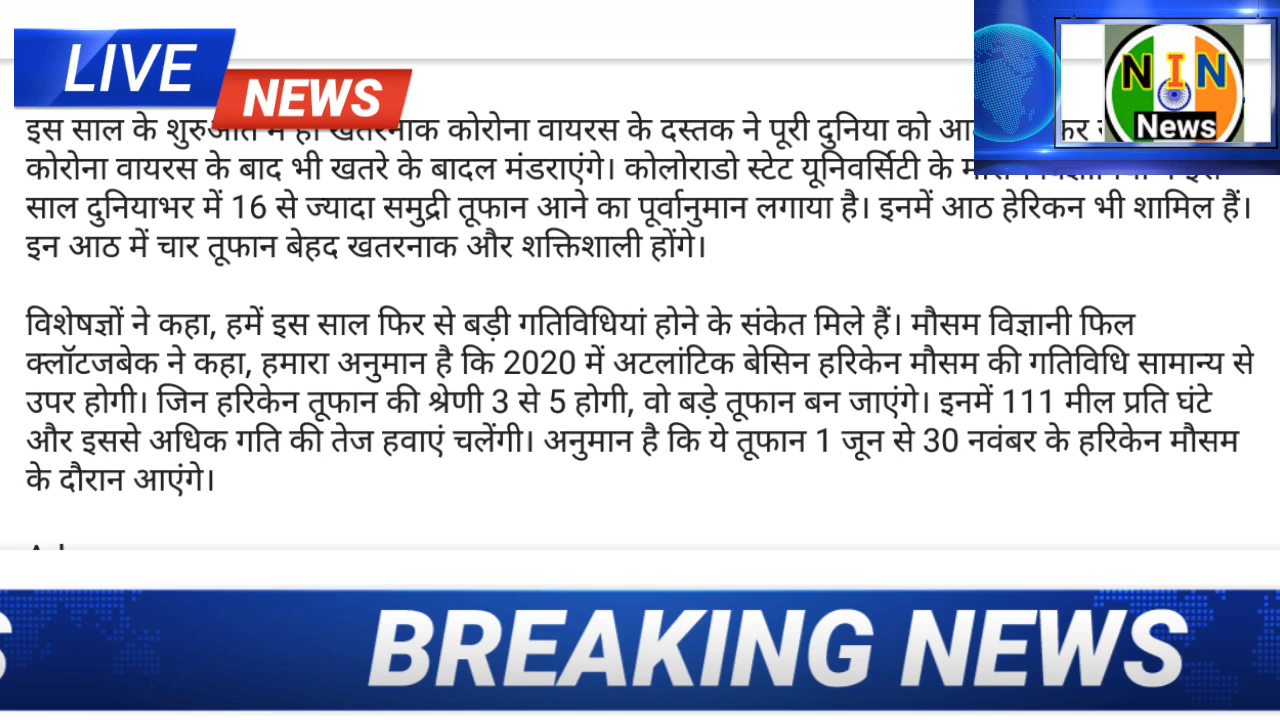 LIVE
NEWS
N I N
News
इस साल के शुरुआत में ही खतरनाक कोरोना वायरस के दस्तक ने पूरी दुनिया को
कोरोना वायरस के बाद भी खतरे के बादल मंडराएंगे। कोलोराडो स्टेट यूनिवर्सिटी के
साल दुनियाभर में 16 से ज्यादा समुद्री तूफान आने का पूर्वानुमान लगाया है। इनमें आठ हेरिकन भी शामिल हैं।
इन आठ में चार तूफान बेहद खतरनाक और शक्तिशाली होंगे।
विशेषज्ञों ने कहा, हमें इस साल फिर से बड़ी गतिविधियां होने के संकेत मिले हैं। मौसम विज्ञानी फिल
क्लॉटजबेक ने कहा, हमारा अनुमान है कि 2020 में अटलांटिक बेसिन हरिकेन मौसम की गतिविधि सामान्य से
उपर होगी। जिन हरिकेन तूफान की श्रेणी 3 से 5 होगी, वो बड़े तूफान बन जाएंगे। इनमें 111 मील प्रति घंटे
और इससे अधिक गति की तेज हवाएं चलेंगी। अनुमान है कि ये तूफान 1 जून से 30 नवंबर के हरिकेन मौसम
के दौरान आएंगे।
BREAKING NEWS